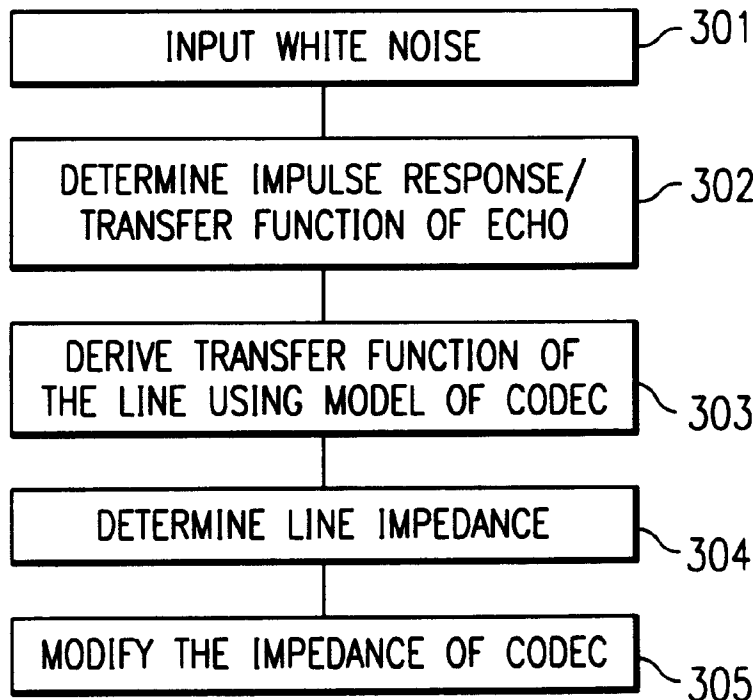 INPUT WHITE NOISE
301
DETERMINE IMPULSE RESPONSE/
TRANSFER FUNCTION OF ECHO
302
DERIVE TRANSFER FUNCTION OF
THE LINE USING MODEL OF CODEC
303
DETERMINE LINE IMPEDANCE
304
MODIFY THE IMPEDANCE OF CODEC
305